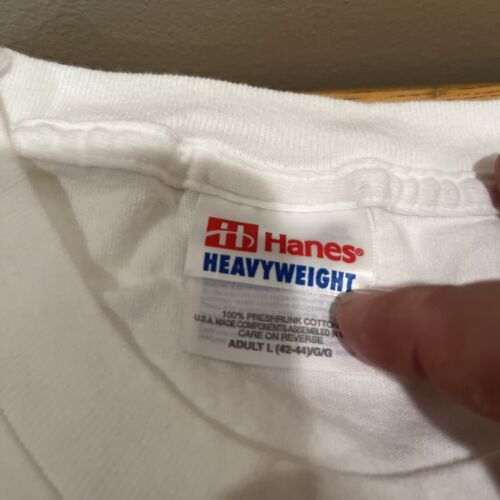 Hanes®
HEAVYWEIGHT
100% PRESHRUNK COTTON
U.S.A. MADE COMPONENTS ASSEMBLED IN
CARE ON REVERSE
ADULT L (42-44)/G/G